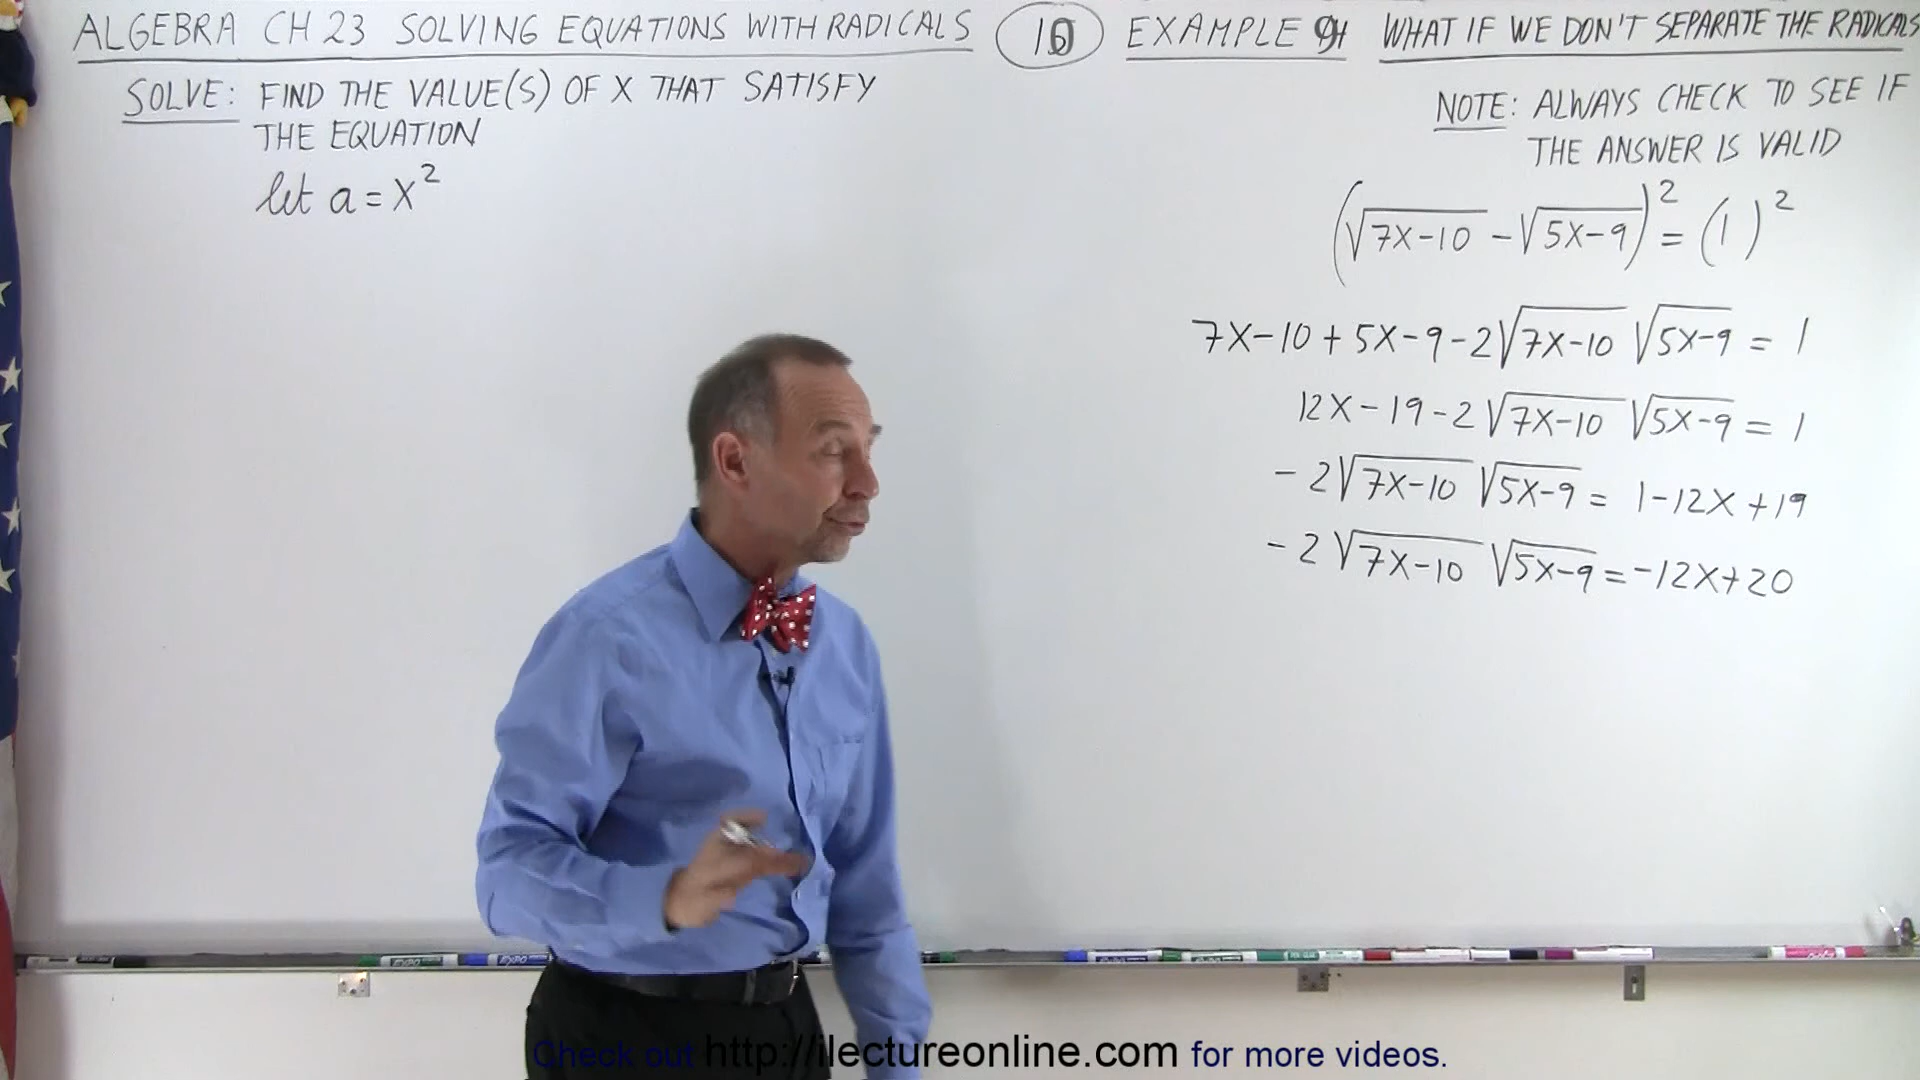 ALGEBRA CH 23 SOLVING EQUATIONS WITH RADICALS EXAMPLE WHAT IF WE DON'T SEPARATE THE RADICALS
SOLVE: FIND THE VALUE(S) OF X THAT SATISFY
THE EQUATION
let a = x²
NOTE: ALWAYS CHECK TO SEE IF
THE ANSWER IS VALID
(√(7X-10) - √(5X-9))² = (1)²
7X-10 + 5X-9 - 2√(7X-10) √(5X-9) = 1
12X - 19 - 2√(7X-10) √(5X-9) = 1
- 2√(7X-10) √(5X-9) = 1-12X+19
- 2√(7X-10) √(5X-9) = -12X+20
EXPO EXPO
Check out http://ilectureonline.com for more videos.